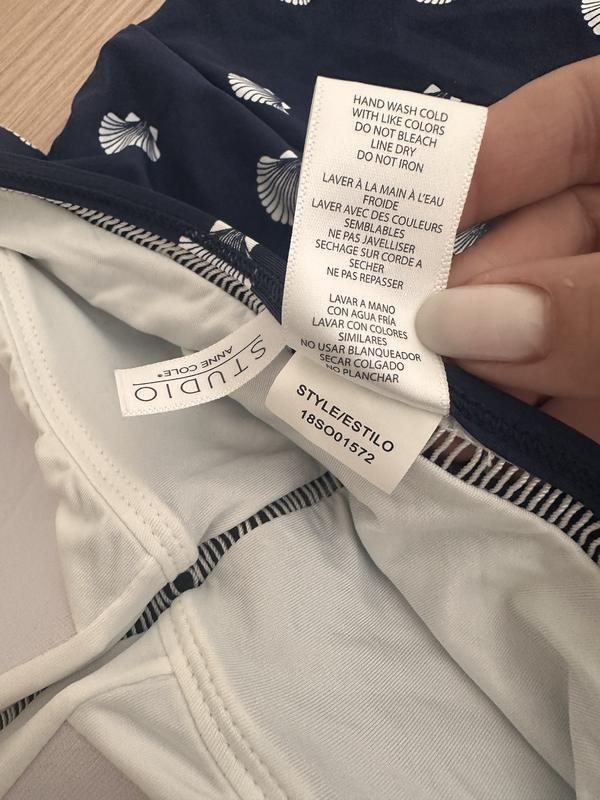 HAND WASH COLD
WITH LIKE COLORS
DO NOT BLEACH
LINE DRY
DO NOT IRON
LAVER À LA MAIN À L'EAU
FROIDE
LAVER AVEC DES COULEURS
SEMBLABLES
NE PAS JAVELLISER
SECHAGE SUR CORDE A
SECHER
NE PAS REPASSER
LAVAR A MANO
CON AGUA FRÍA
LAVAR CON COLORES
SIMILARES
NO USAR BLANQUEADOR
SECAR COLGADO
NO PLANCHAR
STUDIO
ANNE COLE®
STYLE/ESTILO
18SO01572